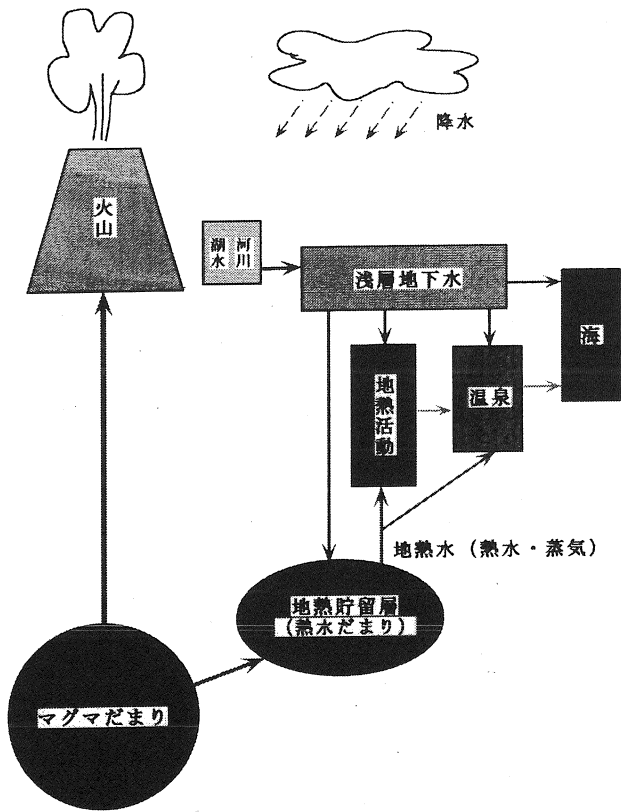 降水
火山
湖水
河川
浅層地下水
海
地熱活動
温泉
地熱水（熱水・蒸気）
地熱貯留層
（熱水だまり）
マグマだまり